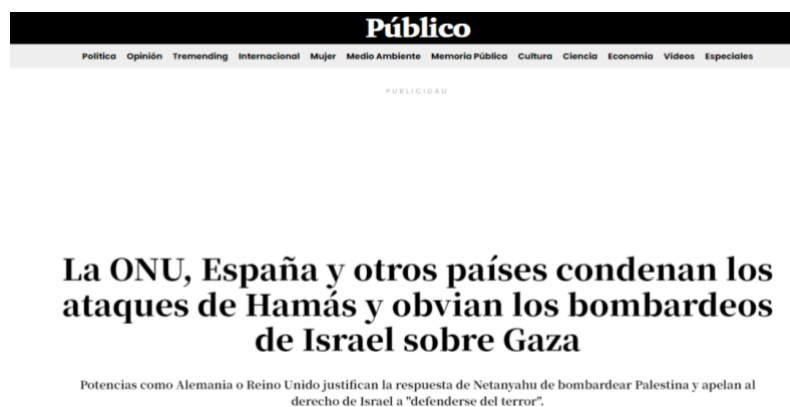 Público
Política Opinión Tremending Internacional Mujer Medio Ambiente Memoria Pública Cultura Ciencia Economía Vídeos Especiales
PUBLICIDAD
La ONU, España y otros países condenan los
ataques de Hamás y obvian los bombardeos
de Israel sobre Gaza
Potencias como Alemania o Reino Unido justifican la respuesta de Netanyahu de bombardear Palestina y apelan al
derecho de Israel a "defenderse del terror".